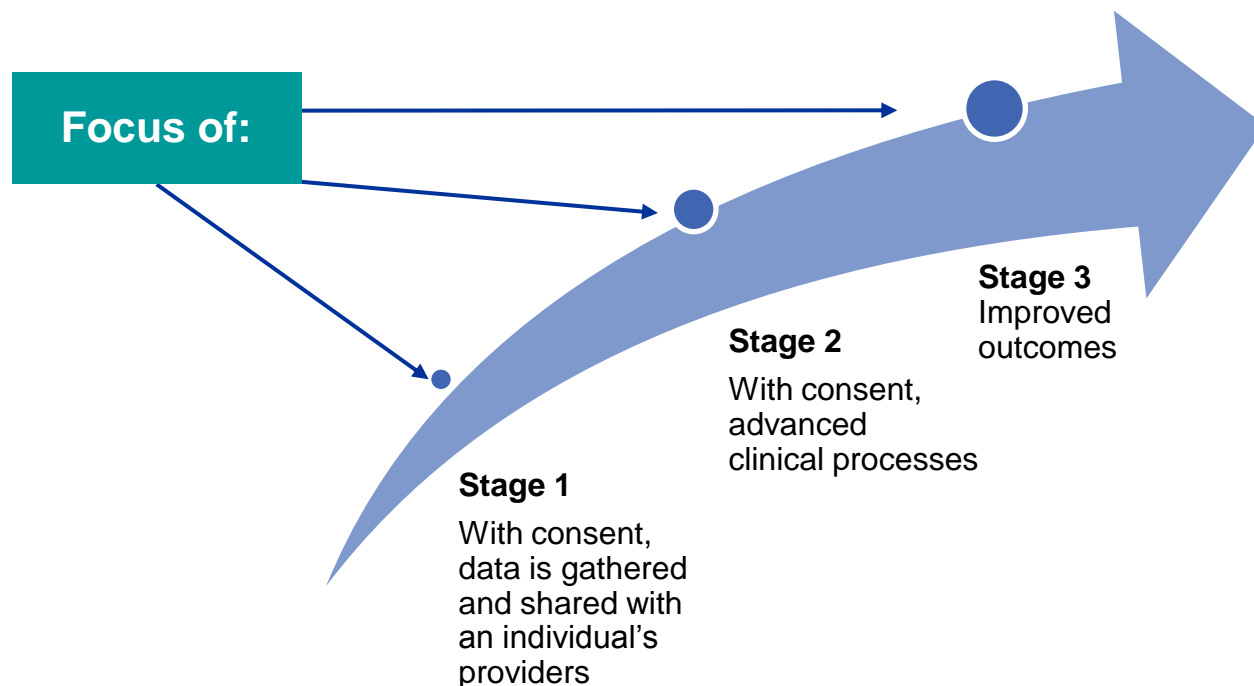 Focus of:
Stage 1
With consent,
data is gathered
and shared with
an individual’s
providers
Stage 2
With consent,
advanced
clinical processes
Stage 3
Improved
outcomes